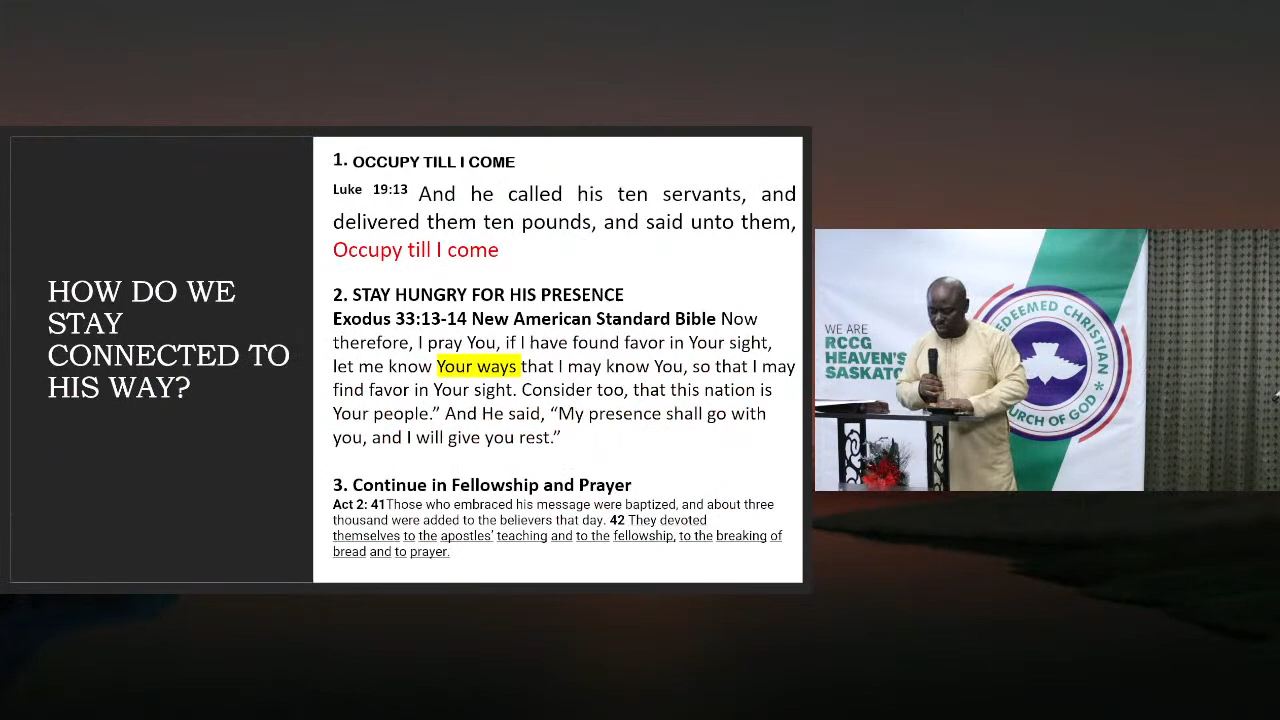 HOW DO WE
STAY
CONNECTED TO
HIS WAY?
1. OCCUPY TILL I COME
Luke 19:13 And he called his ten servants, and
delivered them ten pounds, and said unto them,
Occupy till I come
2. STAY HUNGRY FOR HIS PRESENCE
Exodus 33:13-14 New American Standard Bible Now
therefore, I pray You, if I have found favor in Your sight,
let me know Your ways that I may know You, so that I may
find favor in Your sight. Consider too, that this nation is
Your people.” And He said, “My presence shall go with
you, and I will give you rest.”
3. Continue in Fellowship and Prayer
Act 2: 41Those who embraced his message were baptized, and about three
thousand were added to the believers that day. 42 They devoted
themselves to the apostles’ teaching and to the fellowship, to the breaking of
bread and to prayer.
WE ARE
RCCG
HEAVEN'S
SASKATO
EDEEMED CHRISTIAN
URCH OF GOD